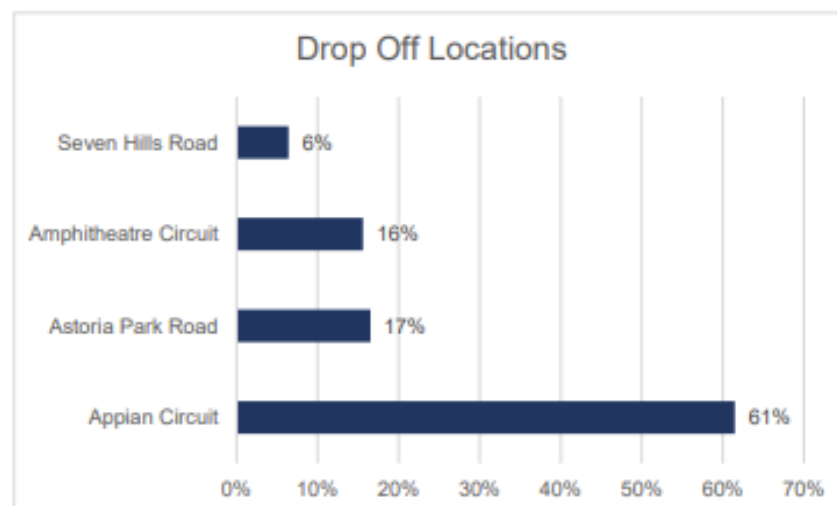 Drop Off Locations
Seven Hills Road 6%
Amphitheatre Circuit 16%
Astoria Park Road 17%
Appian Circuit 61%
0% 10% 20% 30% 40% 50% 60% 70%